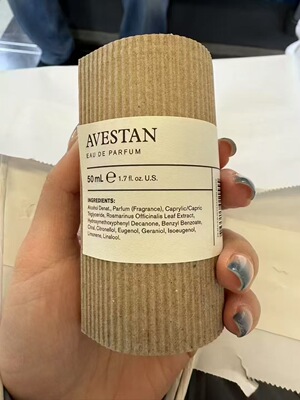 AVESTAN
EAU DE PARFUM
50 mL ℮ 1.7 fl. oz. U.S.
INGREDIENTS:
Alcohol Denat., Parfum (Fragrance), Caprylic/Capric
Triglyceride, Rosmarinus Officinalis Leaf Extract,
Hydroxymethoxyphenyl Decanone, Benzyl Benzoate,
Citral, Citronellol, Eugenol, Geraniol, Isoeugenol,
Limonene, Linalool.